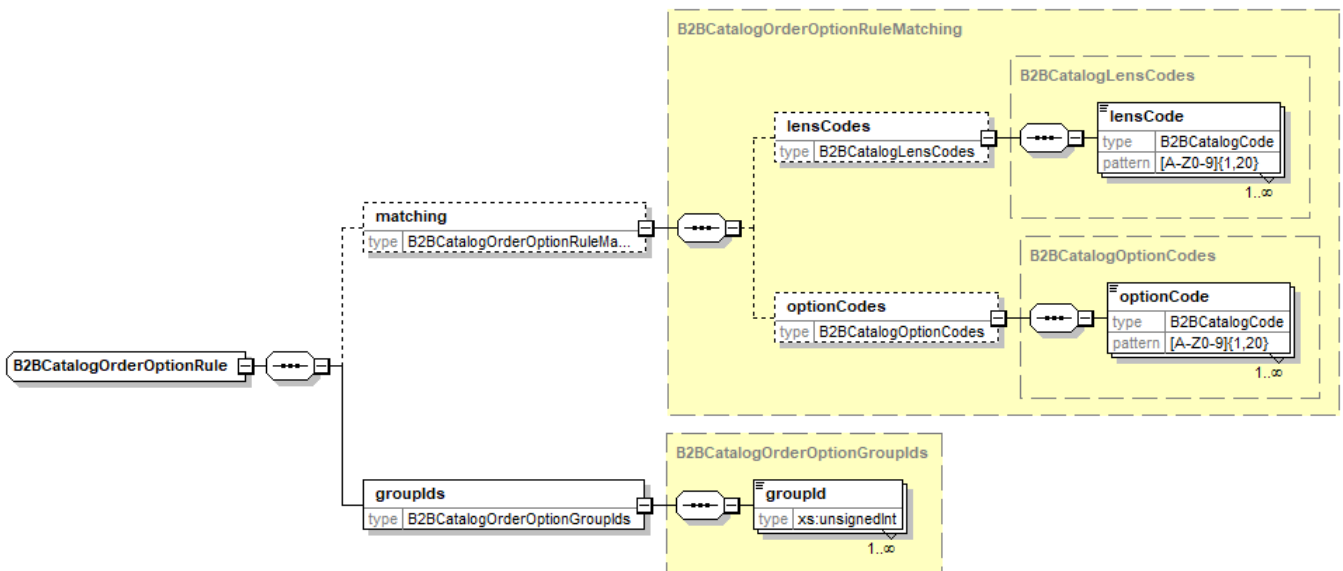 B2BCatalogOrderOptionRuleMatching
B2BCatalogLensCodes
lensCode
type B2BCatalogCode
pattern [A-Z0-9]{1,20}
1..∞
lensCodes
type B2BCatalogLensCodes
matching
type B2BCatalogOrderOptionRuleMa...
B2BCatalogOptionCodes
optionCode
type B2BCatalogCode
pattern [A-Z0-9]{1,20}
1..∞
optionCodes
type B2BCatalogOptionCodes
B2BCatalogOrderOptionRule
B2BCatalogOrderOptionGroupIds
groupIds
type B2BCatalogOrderOptionGroupIds
groupId
type xs:unsignedInt
1..∞